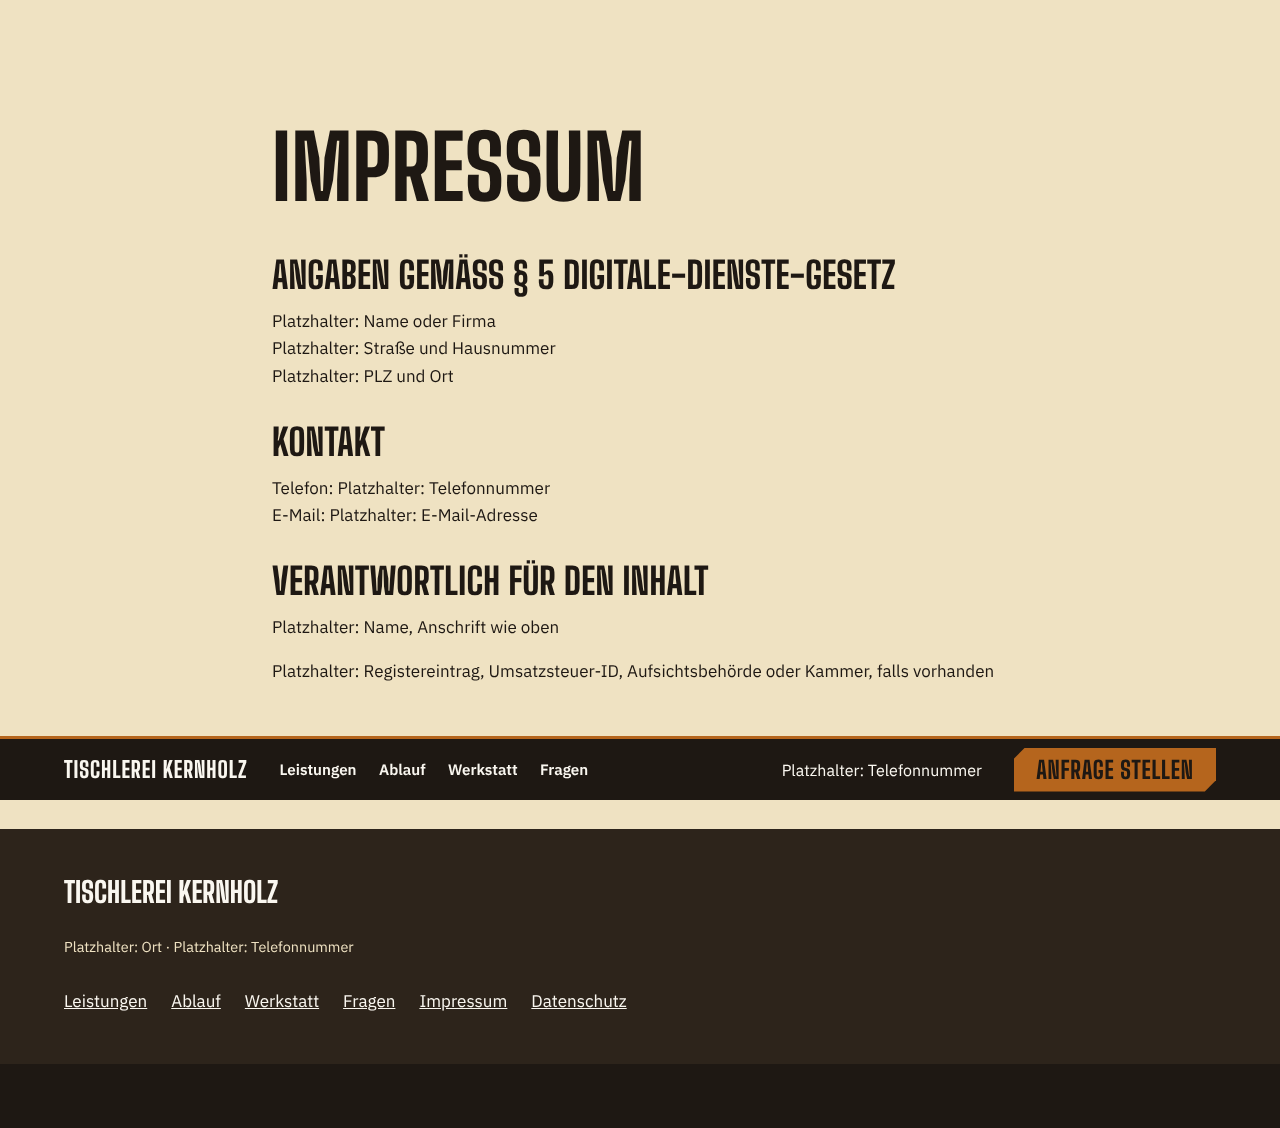 IMPRESSUM
ANGABEN GEMÄSS § 5 DIGITALE-DIENSTE-GESETZ
Platzhalter: Name oder Firma
Platzhalter: Straße und Hausnummer
Platzhalter: PLZ und Ort
KONTAKT
Telefon: Platzhalter: Telefonnummer
E-Mail: Platzhalter: E-Mail-Adresse
VERANTWORTLICH FÜR DEN INHALT
Platzhalter: Name, Anschrift wie oben
Platzhalter: Registereintrag, Umsatzsteuer-ID, Aufsichtsbehörde oder Kammer, falls vorhanden
TISCHLEREI KERNHOLZ Leistungen Ablauf Werkstatt Fragen Platzhalter: Telefonnummer ANFRAGE STELLEN
TISCHLEREI KERNHOLZ
Platzhalter: Ort · Platzhalter: Telefonnummer
Leistungen Ablauf Werkstatt Fragen Impressum Datenschutz